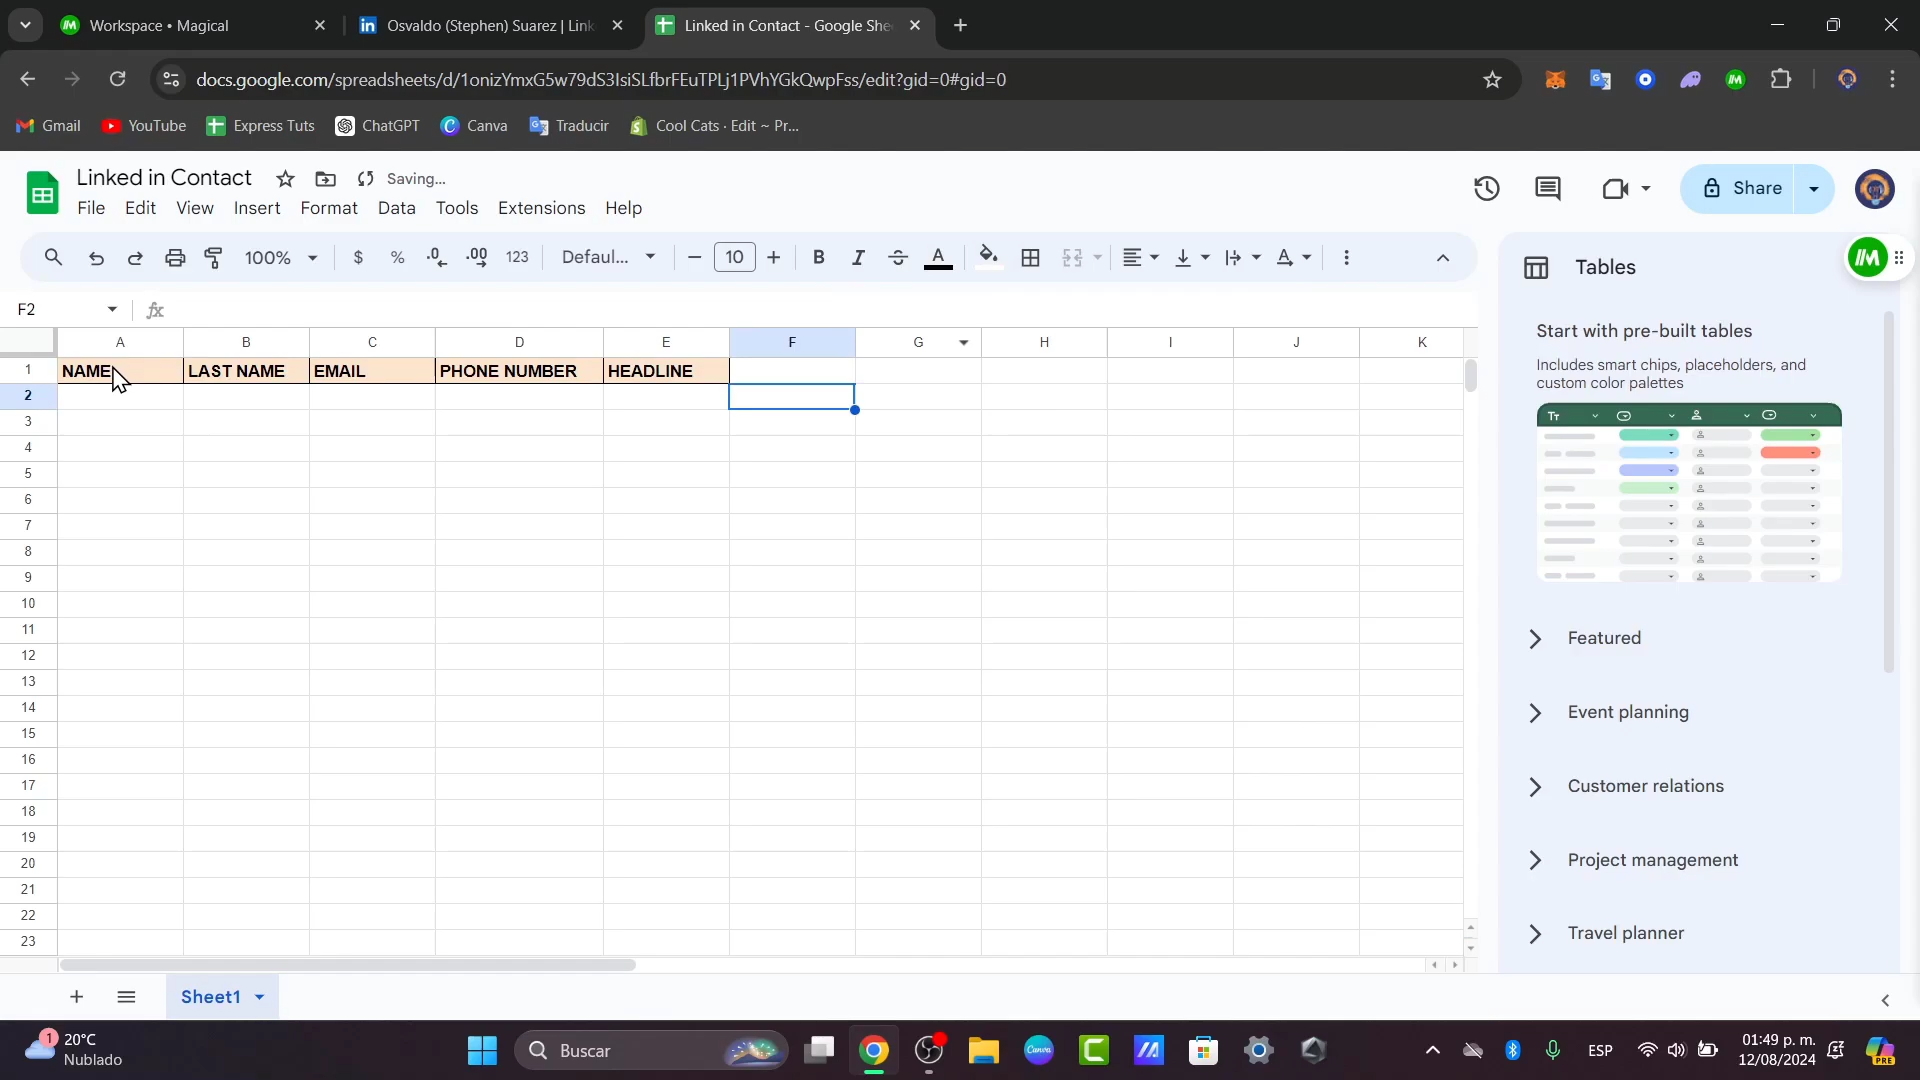 Workspace • Magical
Osvaldo (Stephen) Suarez | Link
Linked in Contact - Google She
docs.google.com/spreadsheets/d/1onizYmxG5w79dS3IsiSLfbrFEuTPLj1PVhYGkQwpFss/edit?gid=0#gid=0
Gmail YouTube Express Tuts ChatGPT Canva Traducir Cool Cats · Edit ~ Pr...
Linked in Contact Saving...
File Edit View Insert Format Data Tools Extensions Help
Share
100% $ % .0 .00 123 Defaul... 10 B I A
F2 fx
A B C D E F G H I J K
1 NAME LAST NAME EMAIL PHONE NUMBER HEADLINE
2
3
4
5
6
7
8
9
10
11
12
13
14
15
16
17
18
19
20
21
22
23
Tables
Start with pre-built tables
Includes smart chips, placeholders, and
custom color palettes
Featured
Event planning
Customer relations
Project management
Travel planner
Sheet1
1
20°C
Nublado
Buscar
Canva
ESP
01:49 p. m.
12/08/2024
PRE